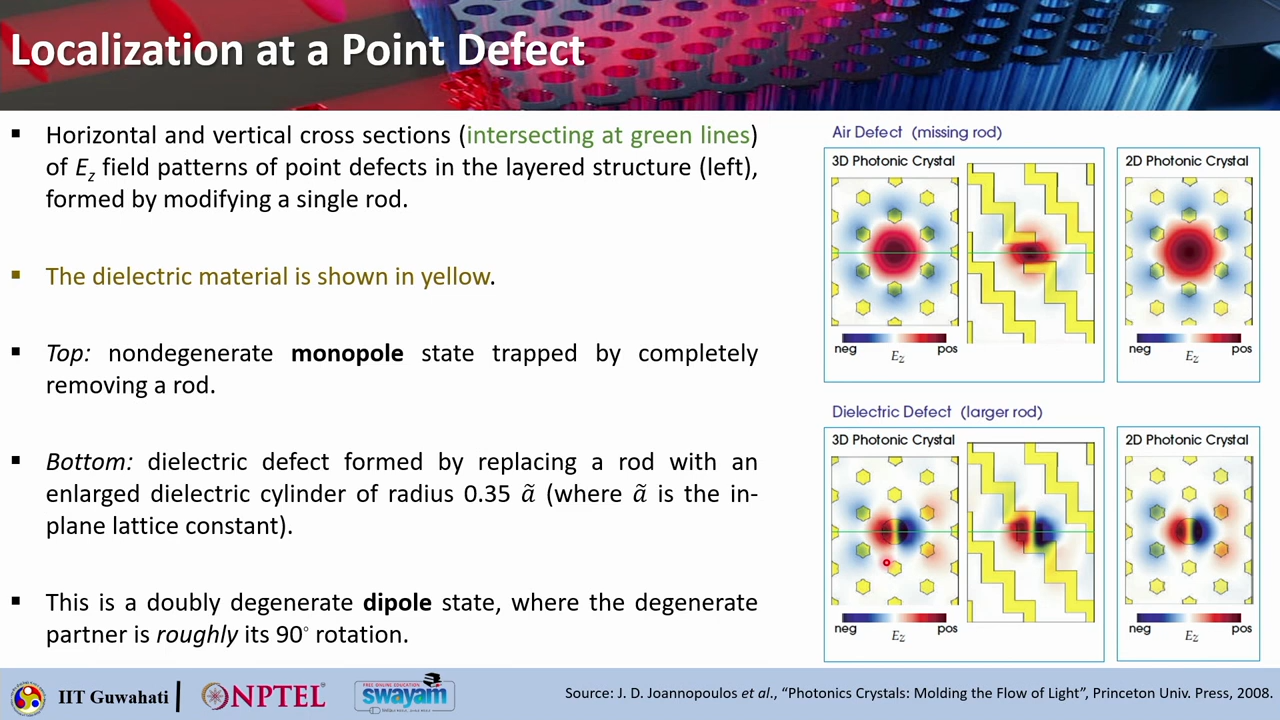 Localization at a Point Defect
▪ Horizontal and vertical cross sections (intersecting at green lines)
of Ez field patterns of point defects in the layered structure (left),
formed by modifying a single rod.
▪ The dielectric material is shown in yellow.
▪ Top: nondegenerate monopole state trapped by completely
removing a rod.
▪ Bottom: dielectric defect formed by replacing a rod with an
enlarged dielectric cylinder of radius 0.35 ã (where ã is the in-
plane lattice constant).
▪ This is a doubly degenerate dipole state, where the degenerate
partner is roughly its 90° rotation.
Air Defect (missing rod)
3D Photonic Crystal
2D Photonic Crystal
neg pos
Ez
neg pos
Ez
Dielectric Defect (larger rod)
3D Photonic Crystal
2D Photonic Crystal
neg pos
Ez
neg pos
Ez
IIT Guwahati
NPTEL
FREE ONLINE EDUCATION
swayam
Source: J. D. Joannopoulos et al., “Photonics Crystals: Molding the Flow of Light”, Princeton Univ. Press, 2008.